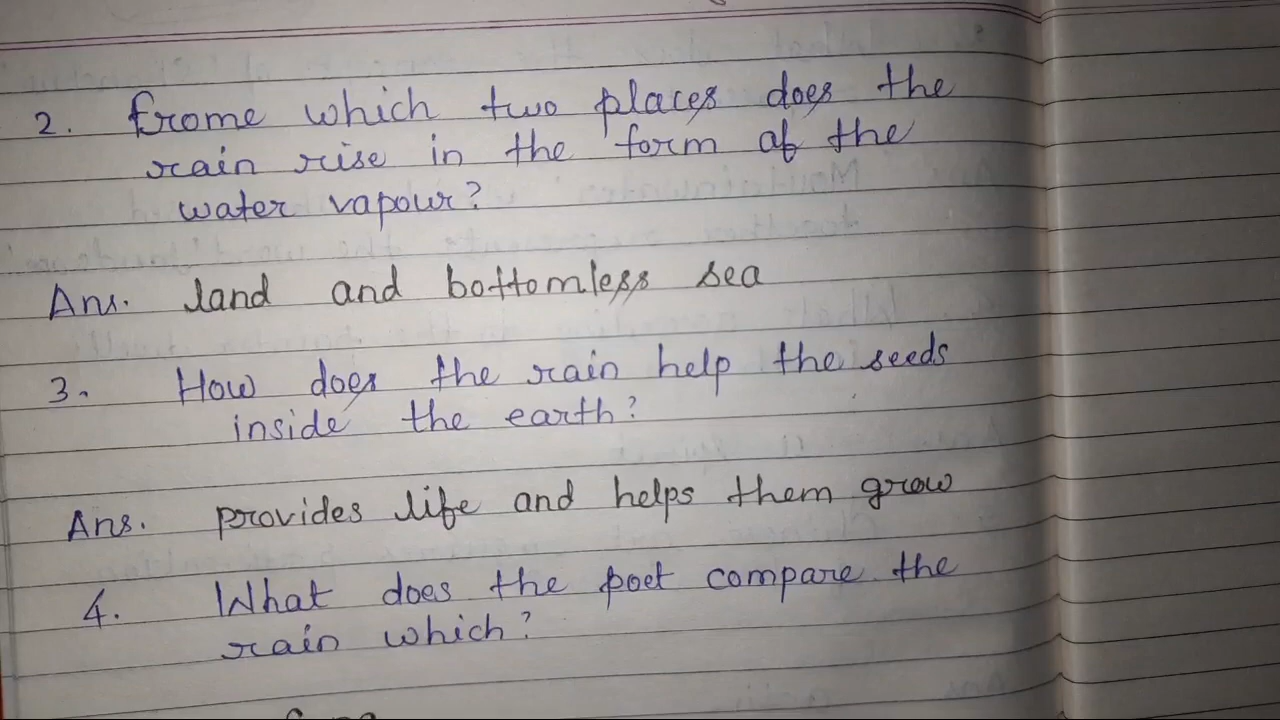 2. frome which two places does the
rain rise in the form of the
water vapour?
Ans. land and bottomless sea
3. How does the rain help the seeds
inside the earth?
Ans. provides life and helps them grow
4. What does the poet compare the
rain which?